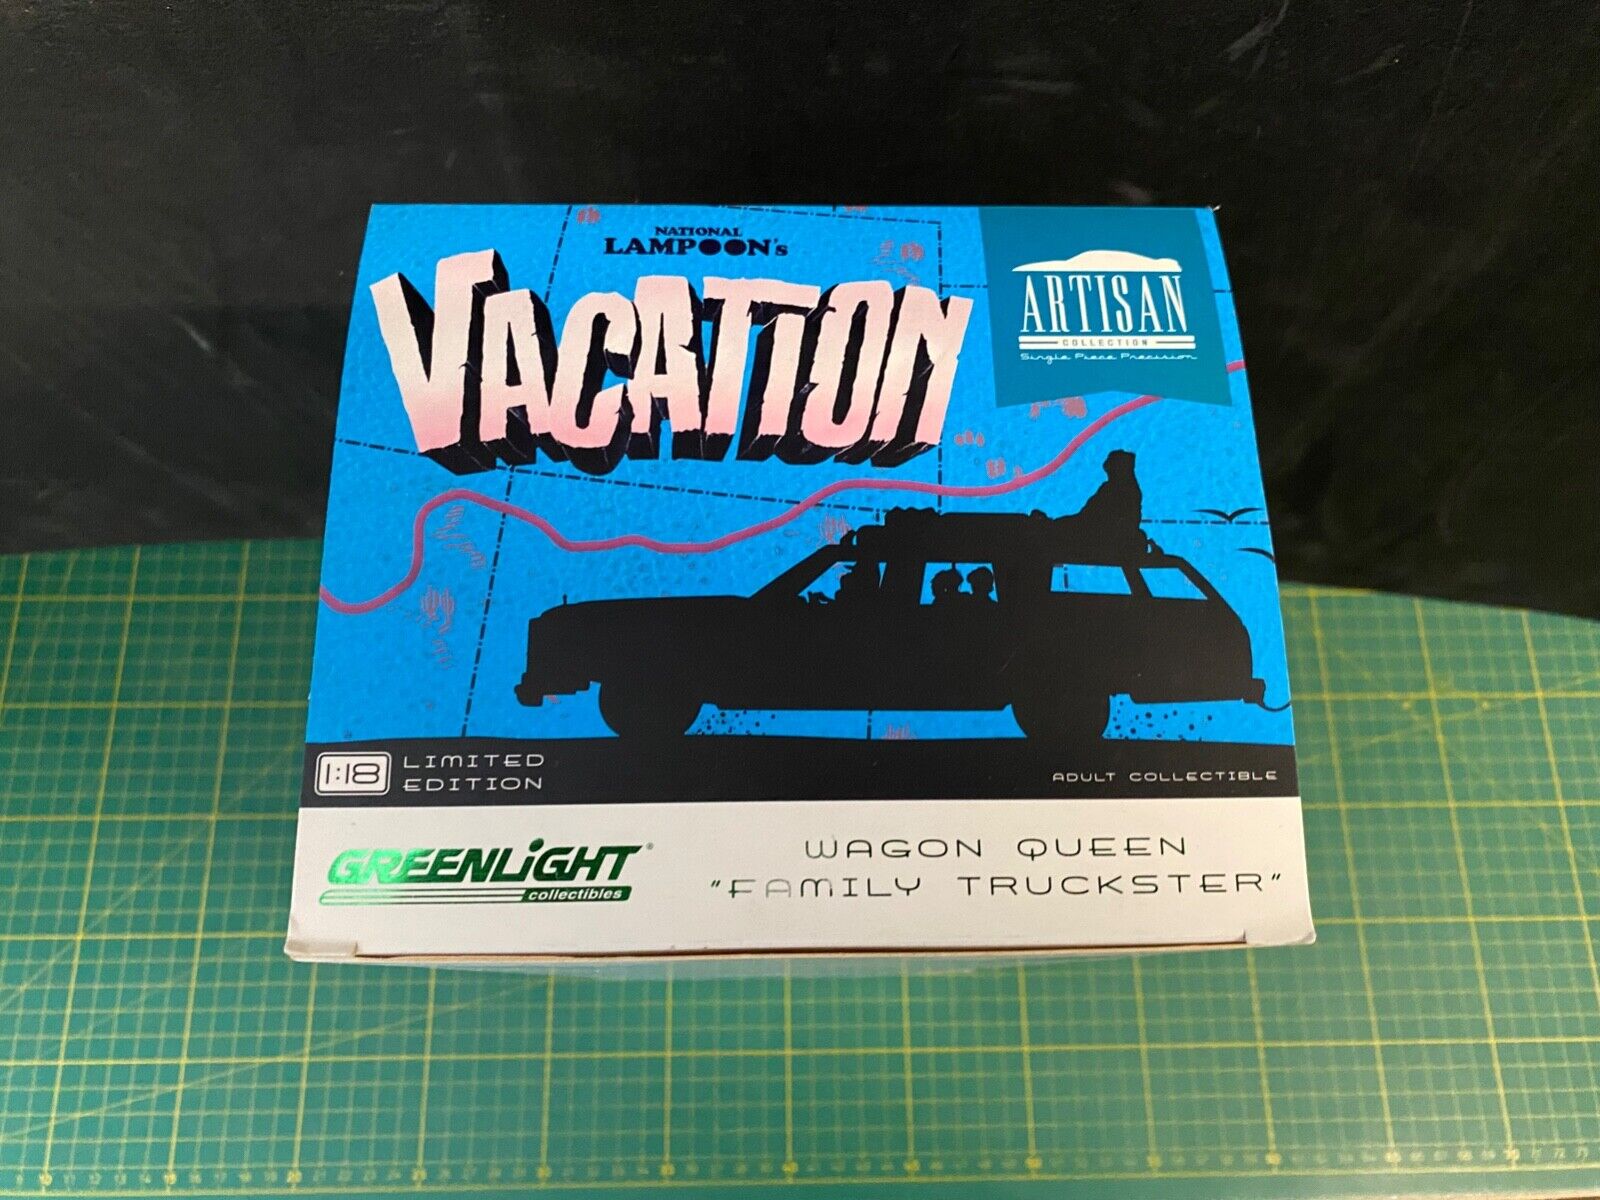 NATIONAL
LAMPOON's
VACATION
ARTISAN
COLLECTION
Single Piece Precision
1:18
LIMITED
EDITION
ADULT COLLECTIBLE
GREENLiGHT®
collectibles
WAGON QUEEN
"FAMILY TRUCKSTER"